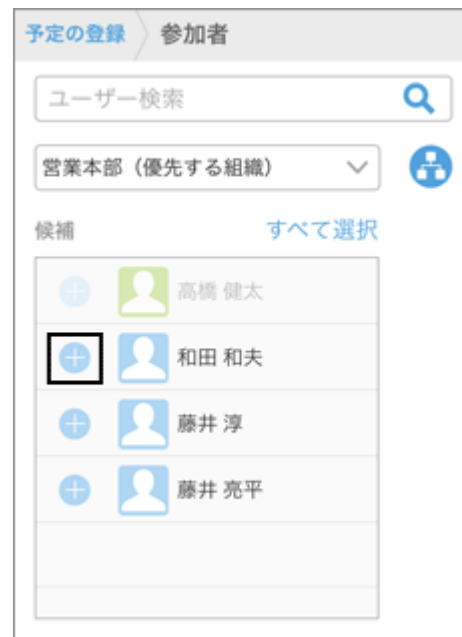 予定の登録 参加者
ユーザー検索
営業本部（優先する組織）
候補 すべて選択
高橋 健太
和田 和夫
藤井 淳
藤井 亮平